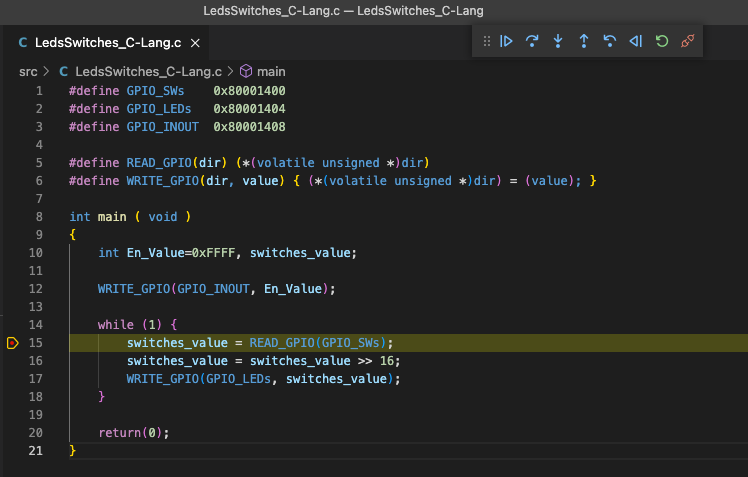 LedsSwitches_C-Lang.c — LedsSwitches_C-Lang
C LedsSwitches_C-Lang.c ×
src > C LedsSwitches_C-Lang.c > main
1 #define GPIO_SWs    0x80001400
2 #define GPIO_LEDs   0x80001404
3 #define GPIO_INOUT  0x80001408
4
5 #define READ_GPIO(dir) (*(volatile unsigned *)dir)
6 #define WRITE_GPIO(dir, value) { (*(volatile unsigned *)dir) = (value); }
7
8 int main ( void )
9 {
10     int En_Value=0xFFFF, switches_value;
11
12     WRITE_GPIO(GPIO_INOUT, En_Value);
13
14     while (1) {
15         switches_value = READ_GPIO(GPIO_SWs);
16         switches_value = switches_value >> 16;
17         WRITE_GPIO(GPIO_LEDs, switches_value);
18     }
19
20     return(0);
21 }